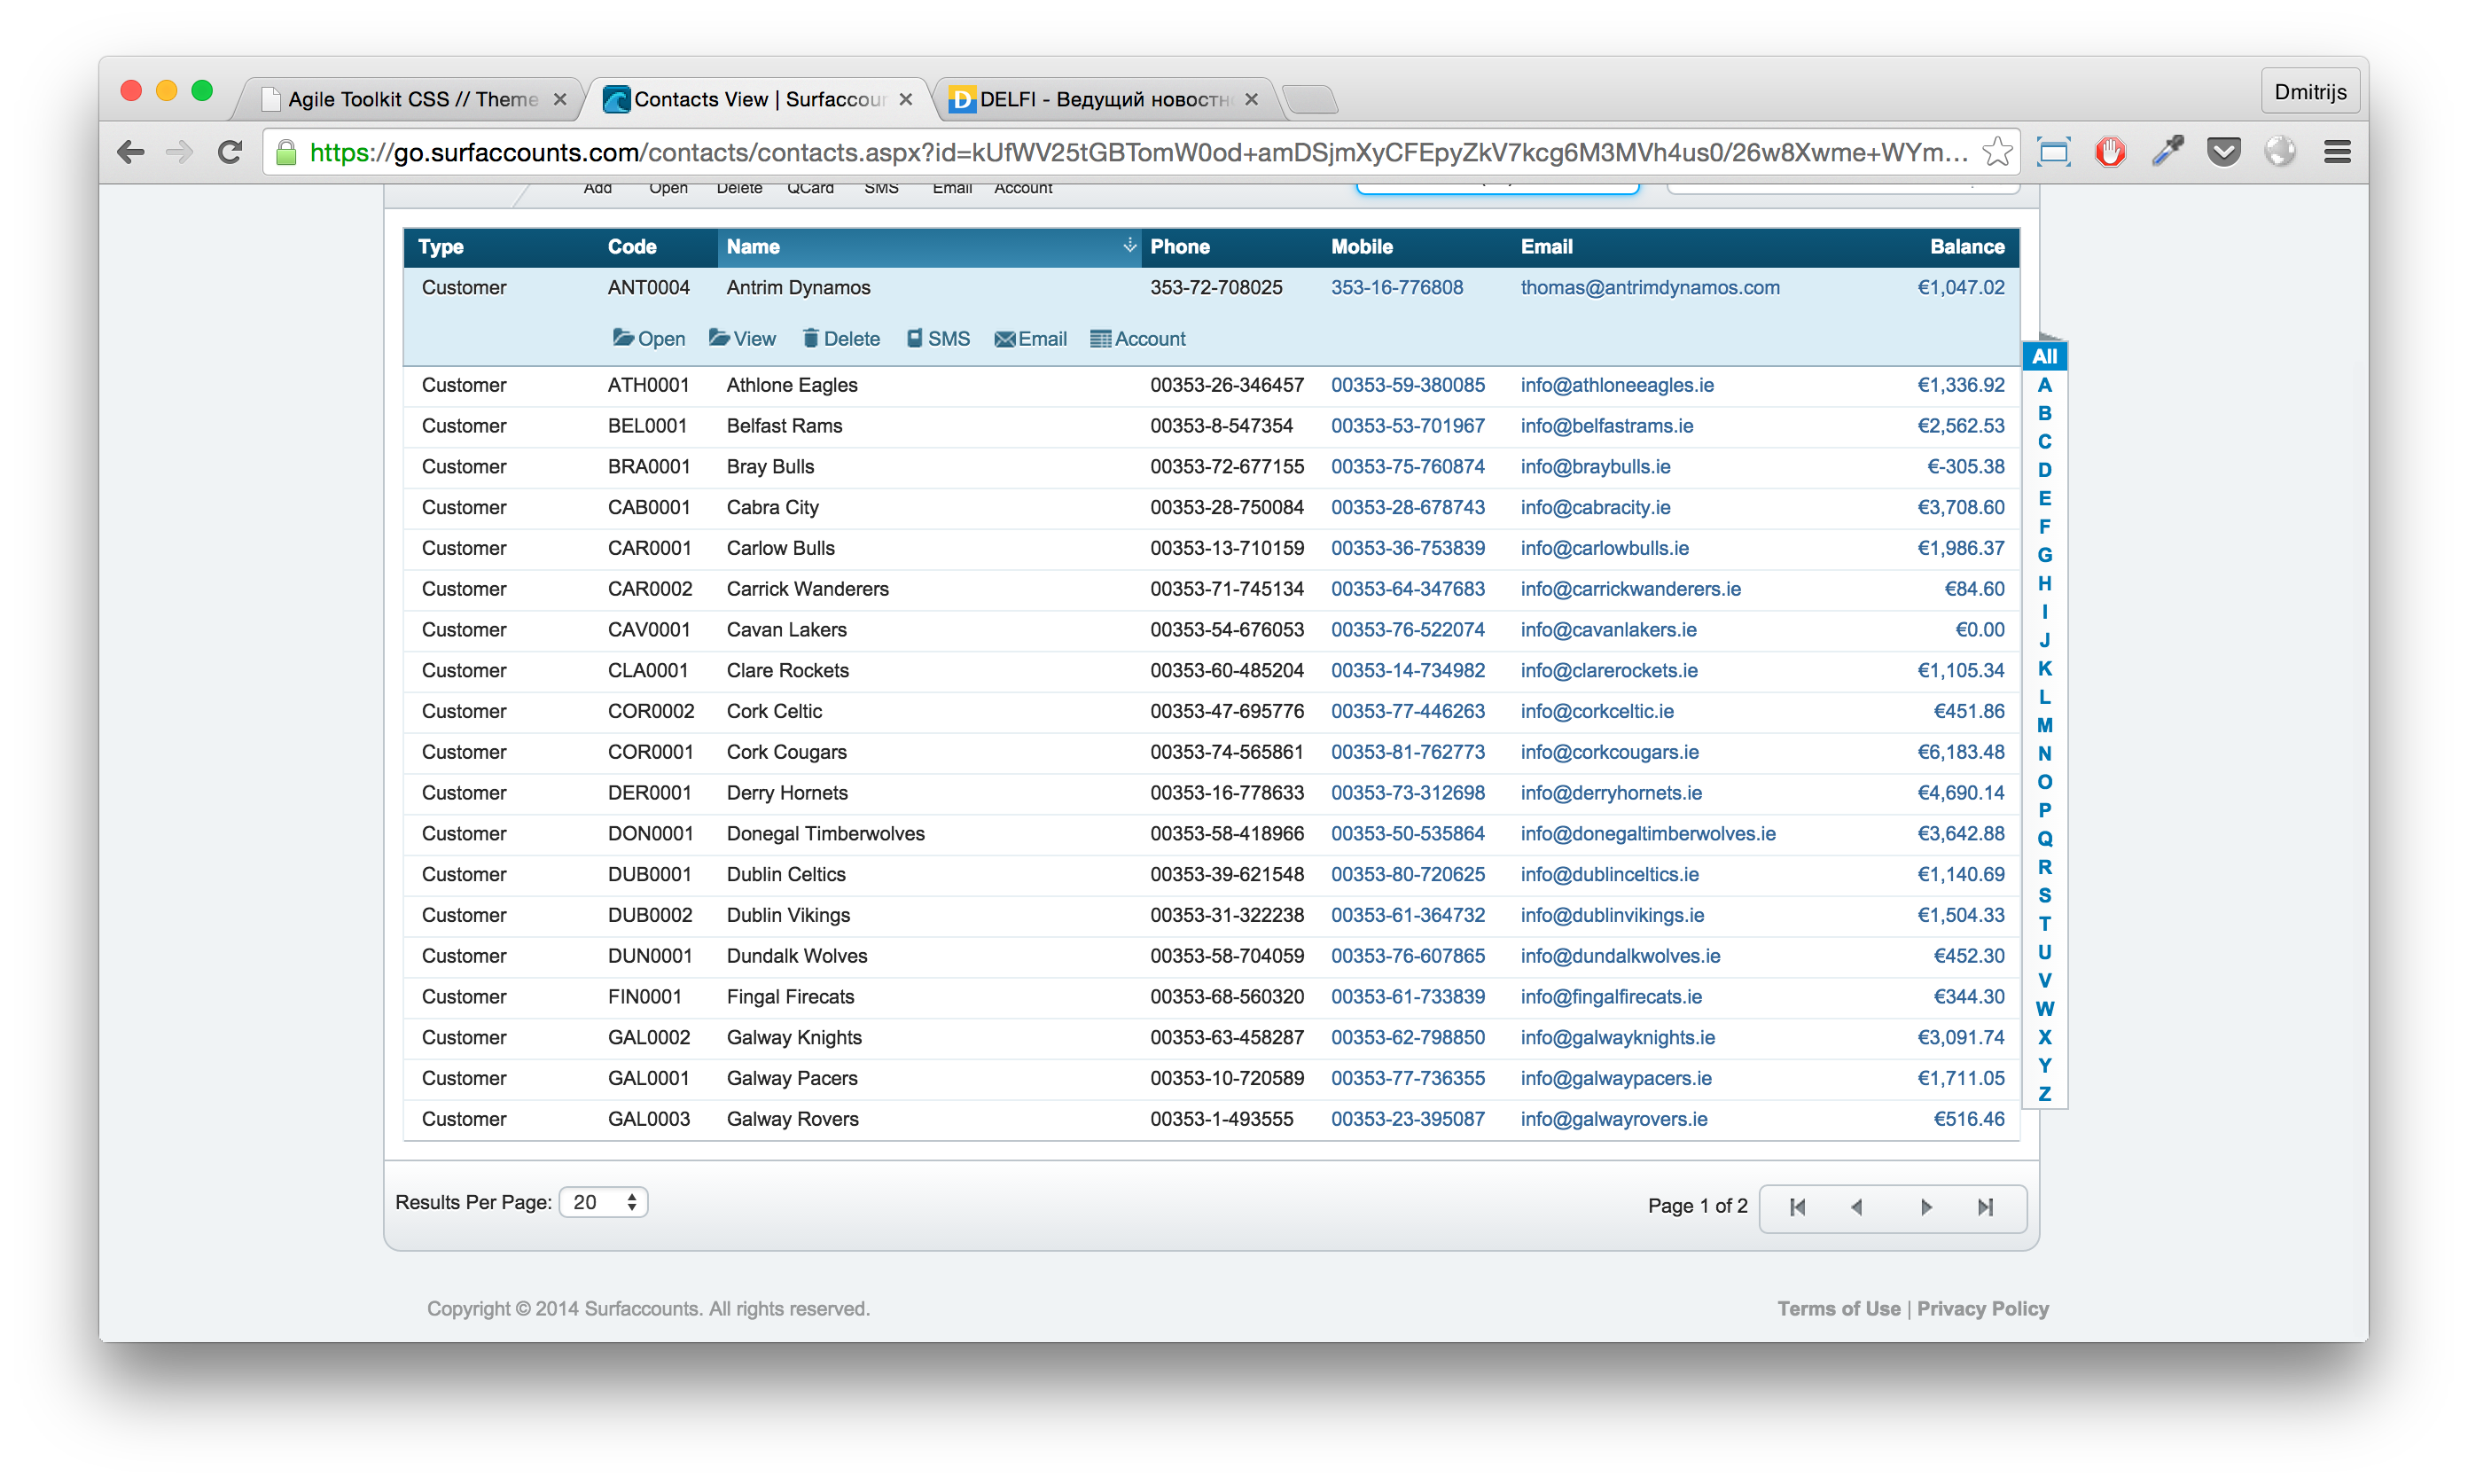 Agile Toolkit CSS // Theme
Contacts View | Surfaccour
DELFI - Ведущий новостн
Dmitrijs
https://go.surfaccounts.com/contacts/contacts.aspx?id=kUfWV25tGBTomW0od+amDSjmXyCFEpyZkV7kcg6M3MVh4us0/26w8Xwme+WYm...
Add Open Delete QCard SMS Email Account
Type Code Name Phone Mobile Email Balance
Customer ANT0004 Antrim Dynamos 353-72-708025 353-16-776808 thomas@antrimdynamos.com €1,047.02
Open View Delete SMS Email Account
Customer ATH0001 Athlone Eagles 00353-26-346457 00353-59-380085 info@athloneeagles.ie €1,336.92
Customer BEL0001 Belfast Rams 00353-8-547354 00353-53-701967 info@belfastrams.ie €2,562.53
Customer BRA0001 Bray Bulls 00353-72-677155 00353-75-760874 info@braybulls.ie €-305.38
Customer CAB0001 Cabra City 00353-28-750084 00353-28-678743 info@cabracity.ie €3,708.60
Customer CAR0001 Carlow Bulls 00353-13-710159 00353-36-753839 info@carlowbulls.ie €1,986.37
Customer CAR0002 Carrick Wanderers 00353-71-745134 00353-64-347683 info@carrickwanderers.ie €84.60
Customer CAV0001 Cavan Lakers 00353-54-676053 00353-76-522074 info@cavanlakers.ie €0.00
Customer CLA0001 Clare Rockets 00353-60-485204 00353-14-734982 info@clarerockets.ie €1,105.34
Customer COR0002 Cork Celtic 00353-47-695776 00353-77-446263 info@corkceltic.ie €451.86
Customer COR0001 Cork Cougars 00353-74-565861 00353-81-762773 info@corkcougars.ie €6,183.48
Customer DER0001 Derry Hornets 00353-16-778633 00353-73-312698 info@derryhornets.ie €4,690.14
Customer DON0001 Donegal Timberwolves 00353-58-418966 00353-50-535864 info@donegaltimberwolves.ie €3,642.88
Customer DUB0001 Dublin Celtics 00353-39-621548 00353-80-720625 info@dublinceltics.ie €1,140.69
Customer DUB0002 Dublin Vikings 00353-31-322238 00353-61-364732 info@dublinvikings.ie €1,504.33
Customer DUN0001 Dundalk Wolves 00353-58-704059 00353-76-607865 info@dundalkwolves.ie €452.30
Customer FIN0001 Fingal Firecats 00353-68-560320 00353-61-733839 info@fingalfirecats.ie €344.30
Customer GAL0002 Galway Knights 00353-63-458287 00353-62-798850 info@galwayknights.ie €3,091.74
Customer GAL0001 Galway Pacers 00353-10-720589 00353-77-736355 info@galwaypacers.ie €1,711.05
Customer GAL0003 Galway Rovers 00353-1-493555 00353-23-395087 info@galwayrovers.ie €516.46
All
A
B
C
D
E
F
G
H
I
J
K
L
M
N
O
P
Q
R
S
T
U
V
W
X
Y
Z
Results Per Page: 20
Page 1 of 2
Copyright © 2014 Surfaccounts. All rights reserved.
Terms of Use | Privacy Policy